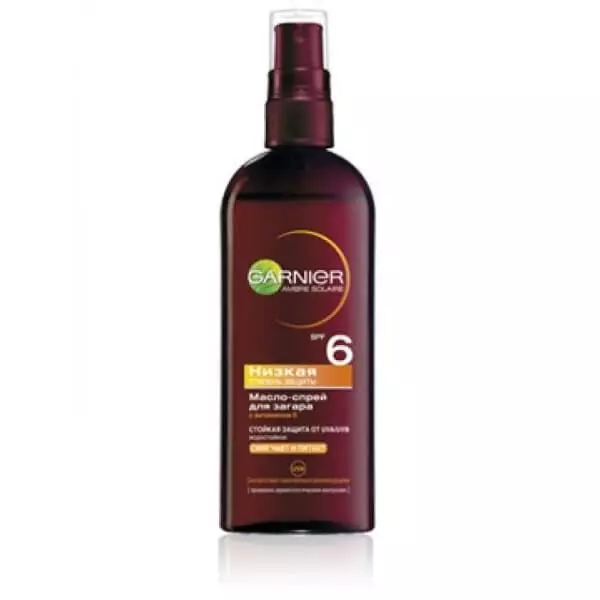 GARNIER
AMBRE SOLAIRE
SPF 6
Низкая
степень защиты
Масло-спрей
для загара
с витамином Е
СТОЙКАЯ ЗАЩИТА ОТ UVA/UVB
водостойкое
СМЯГЧАЕТ И ПИТАЕТ
UVA